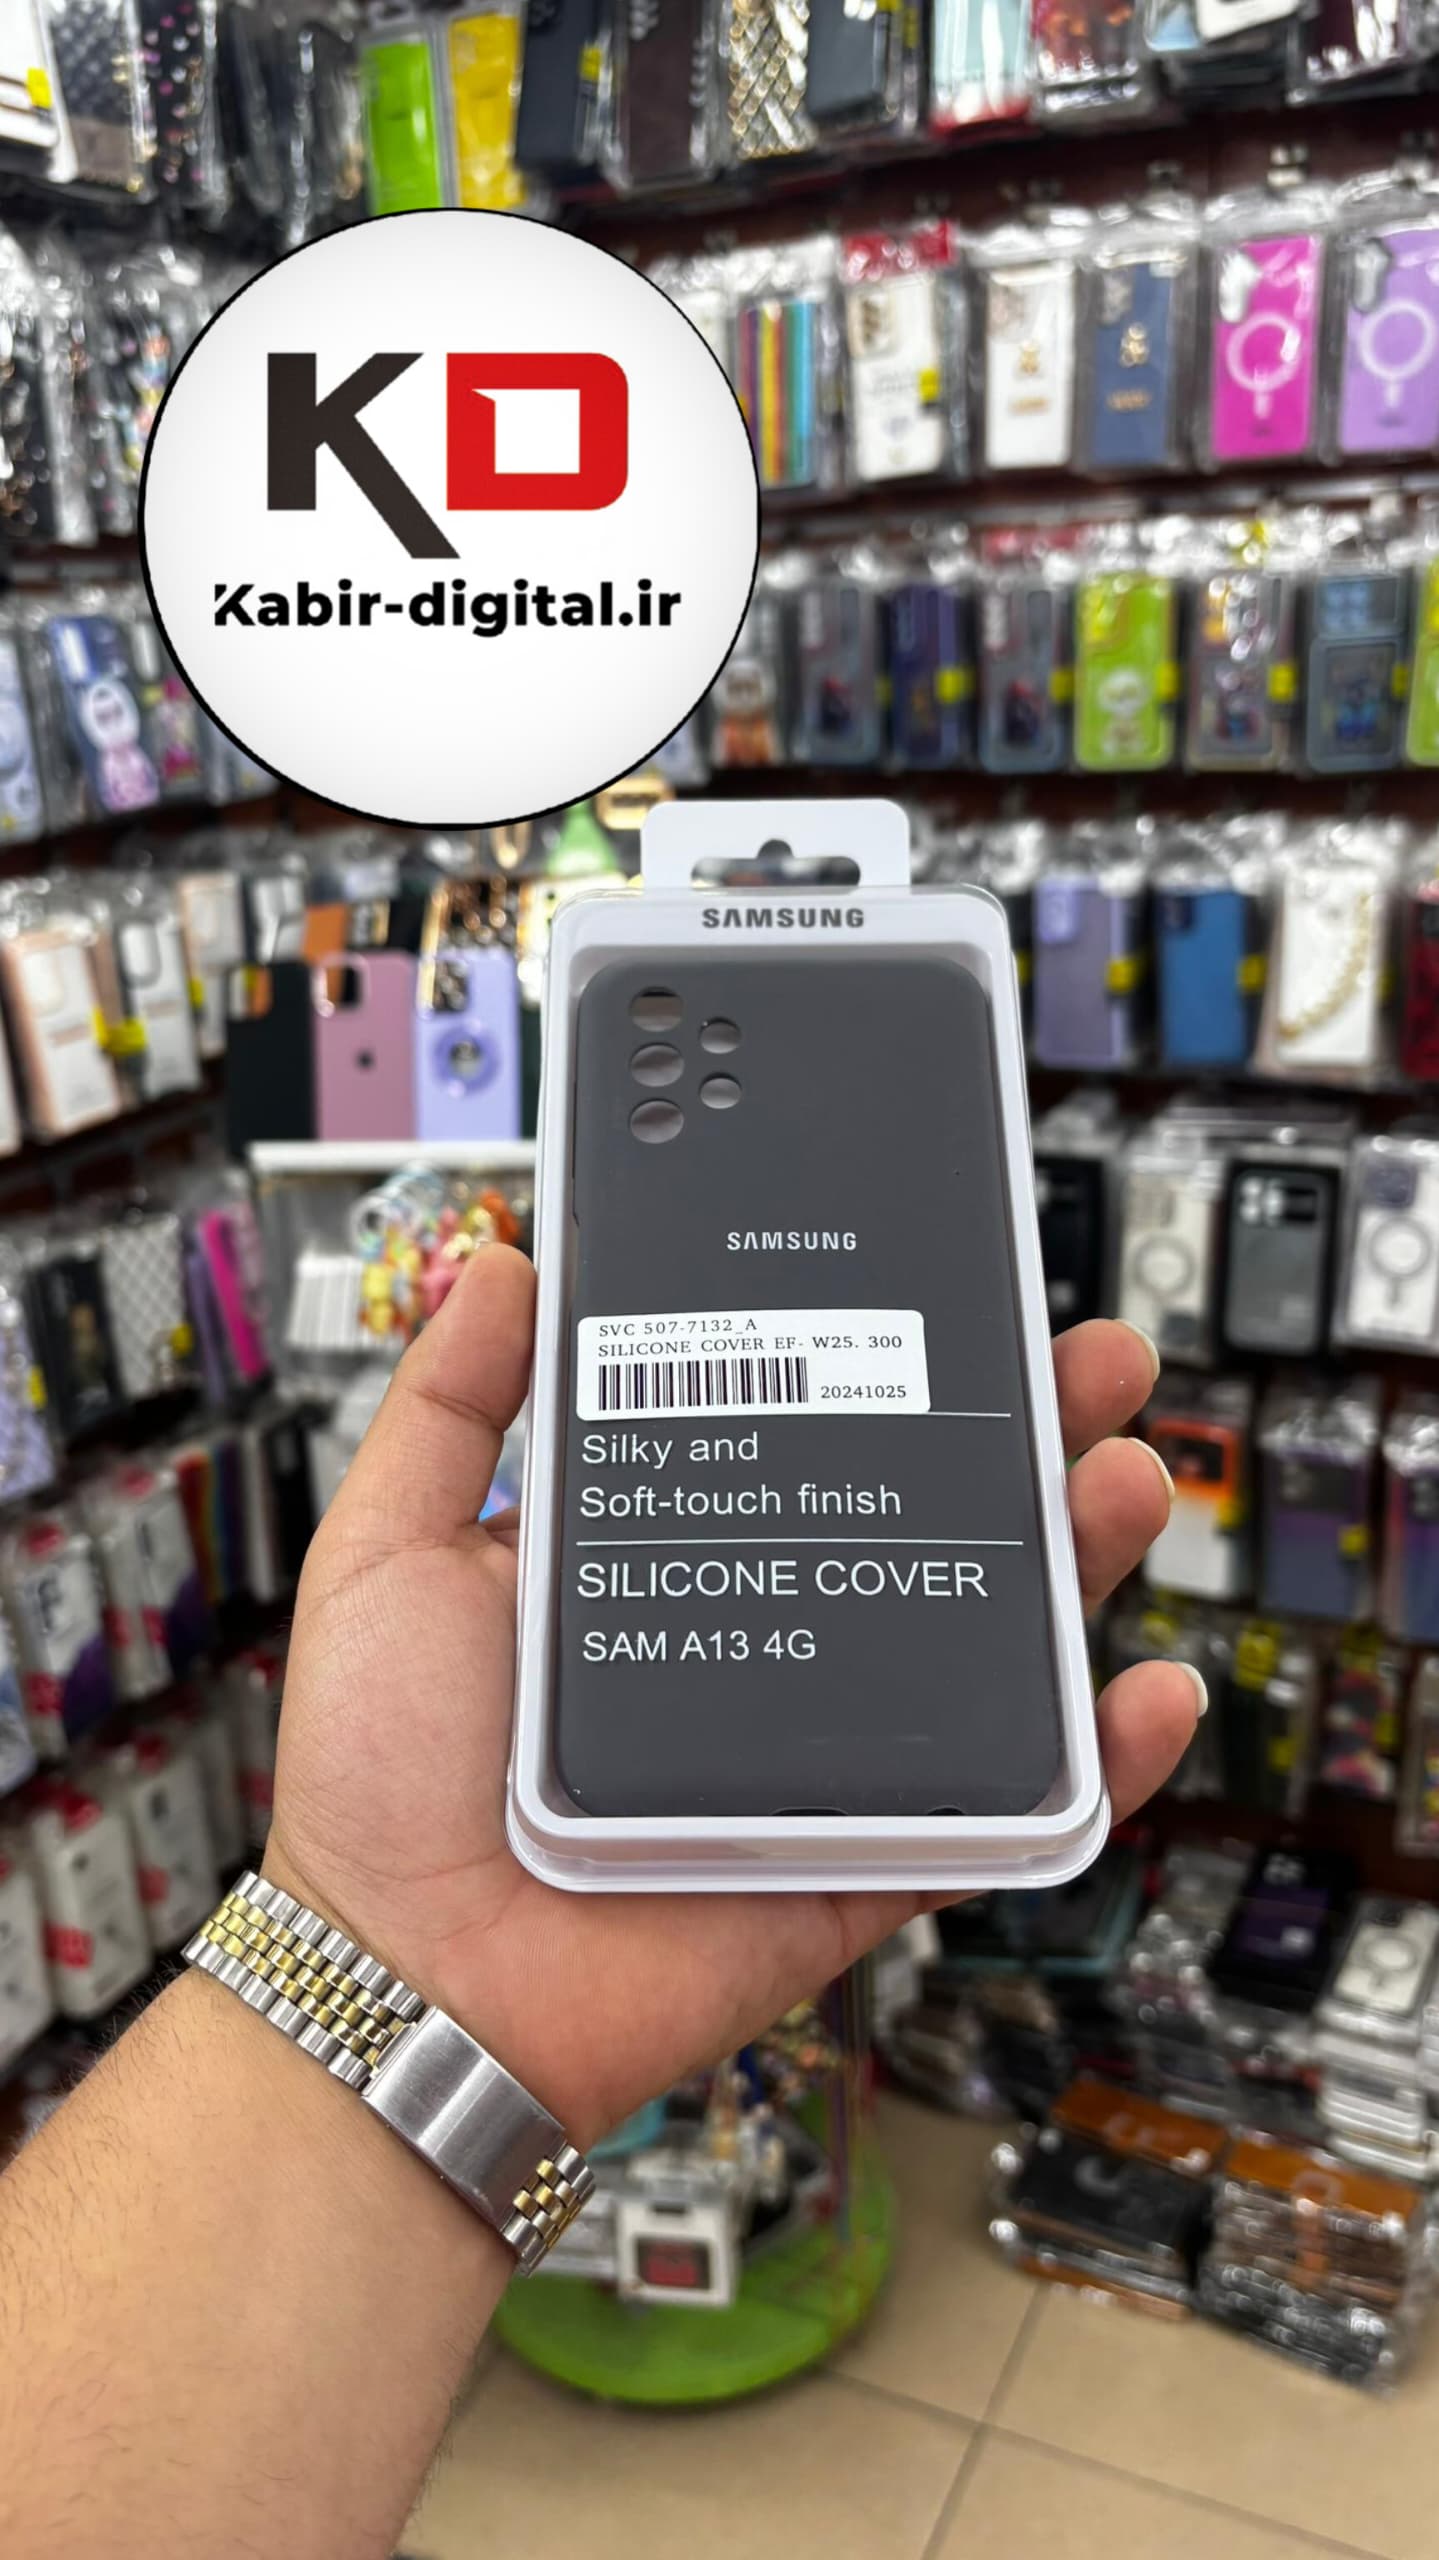 KD
Kabir-digital.ir
SAMSUNG
SAMSUNG
SVC 507-7132_A
SILICONE COVER EF- W25. 300
20241025
Silky and
Soft-touch finish
SILICONE COVER
SAM A13 4G